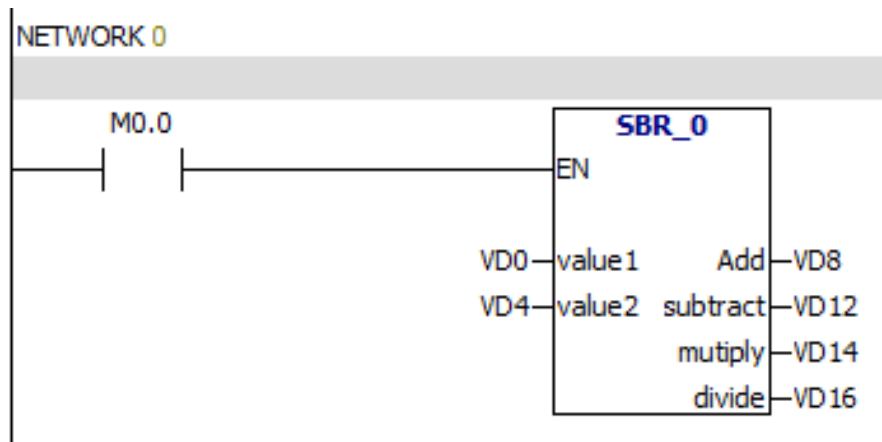 NETWORK 0
M0.0
SBR_0
EN
VD0 value1 Add VD8
VD4 value2 subtract VD12
mutiply VD14
divide VD16